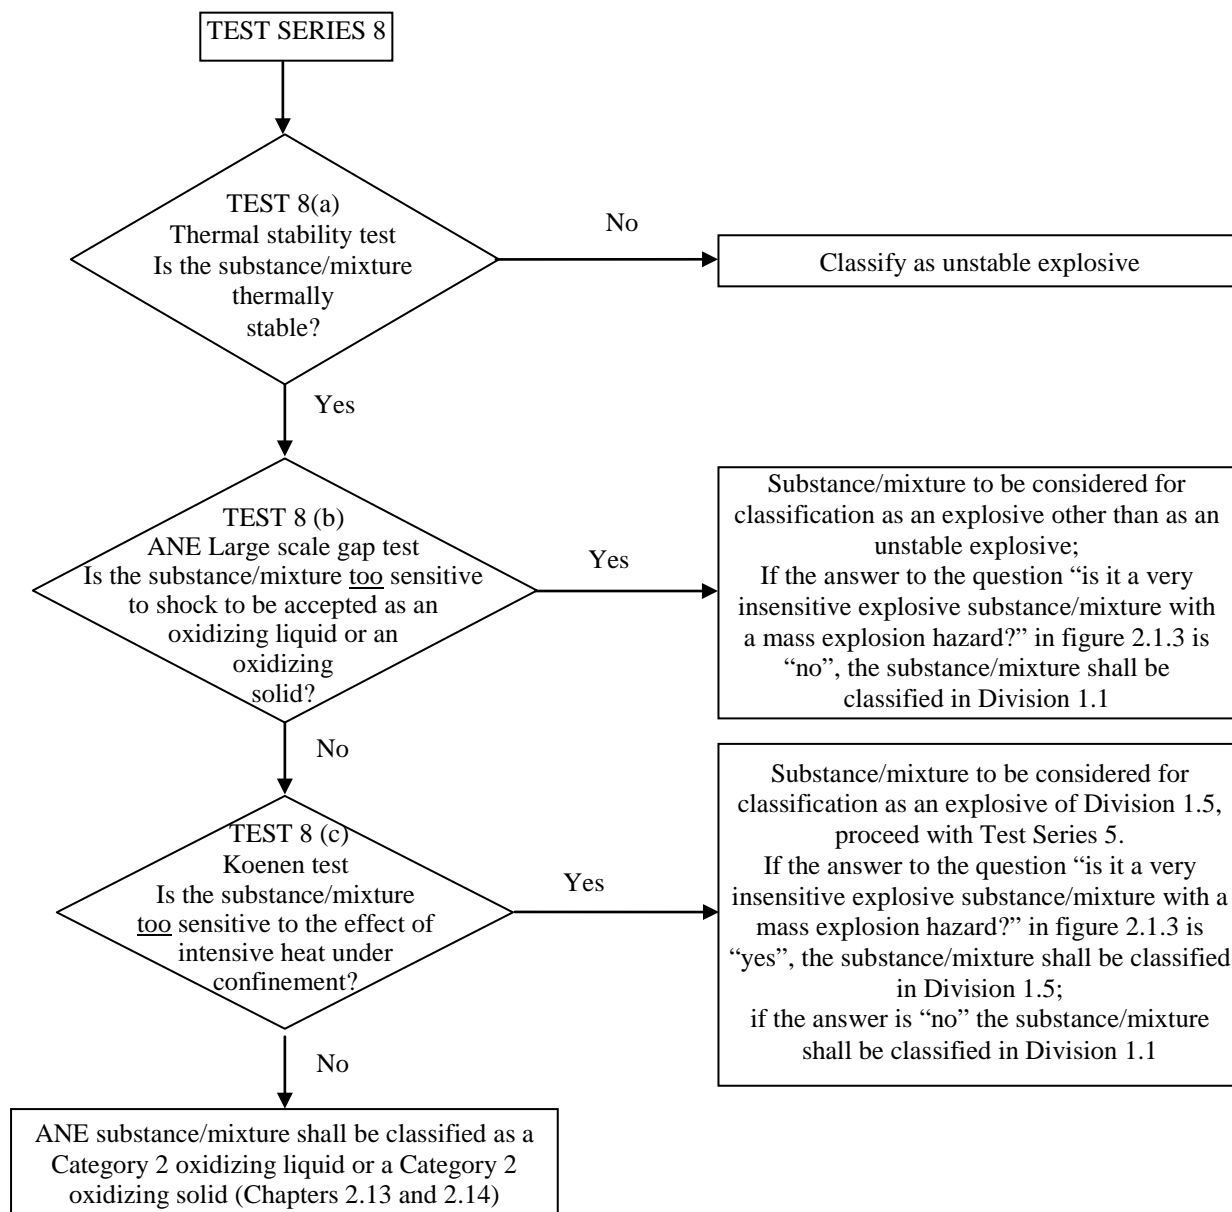 TEST SERIES 8
TEST 8(a)
Thermal stability test
Is the substance/mixture
thermally
stable?
No
Classify as unstable explosive
Yes
TEST 8 (b)
ANE Large scale gap test
Is the substance/mixture too sensitive
to shock to be accepted as an
oxidizing liquid or an
oxidizing
solid?
Yes
Substance/mixture to be considered for
classification as an explosive other than as an
unstable explosive;
If the answer to the question “is it a very
insensitive explosive substance/mixture with
a mass explosion hazard?” in figure 2.1.3 is
“no”, the substance/mixture shall be
classified in Division 1.1
No
TEST 8 (c)
Koenen test
Is the substance/mixture
too sensitive to the effect of
intensive heat under
confinement?
Yes
Substance/mixture to be considered for
classification as an explosive of Division 1.5,
proceed with Test Series 5.
If the answer to the question “is it a very
insensitive explosive substance/mixture with a
mass explosion hazard?” in figure 2.1.3 is
“yes”, the substance/mixture shall be classified
in Division 1.5;
if the answer is “no” the substance/mixture
shall be classified in Division 1.1
No
ANE substance/mixture shall be classified as a
Category 2 oxidizing liquid or a Category 2
oxidizing solid (Chapters 2.13 and 2.14)